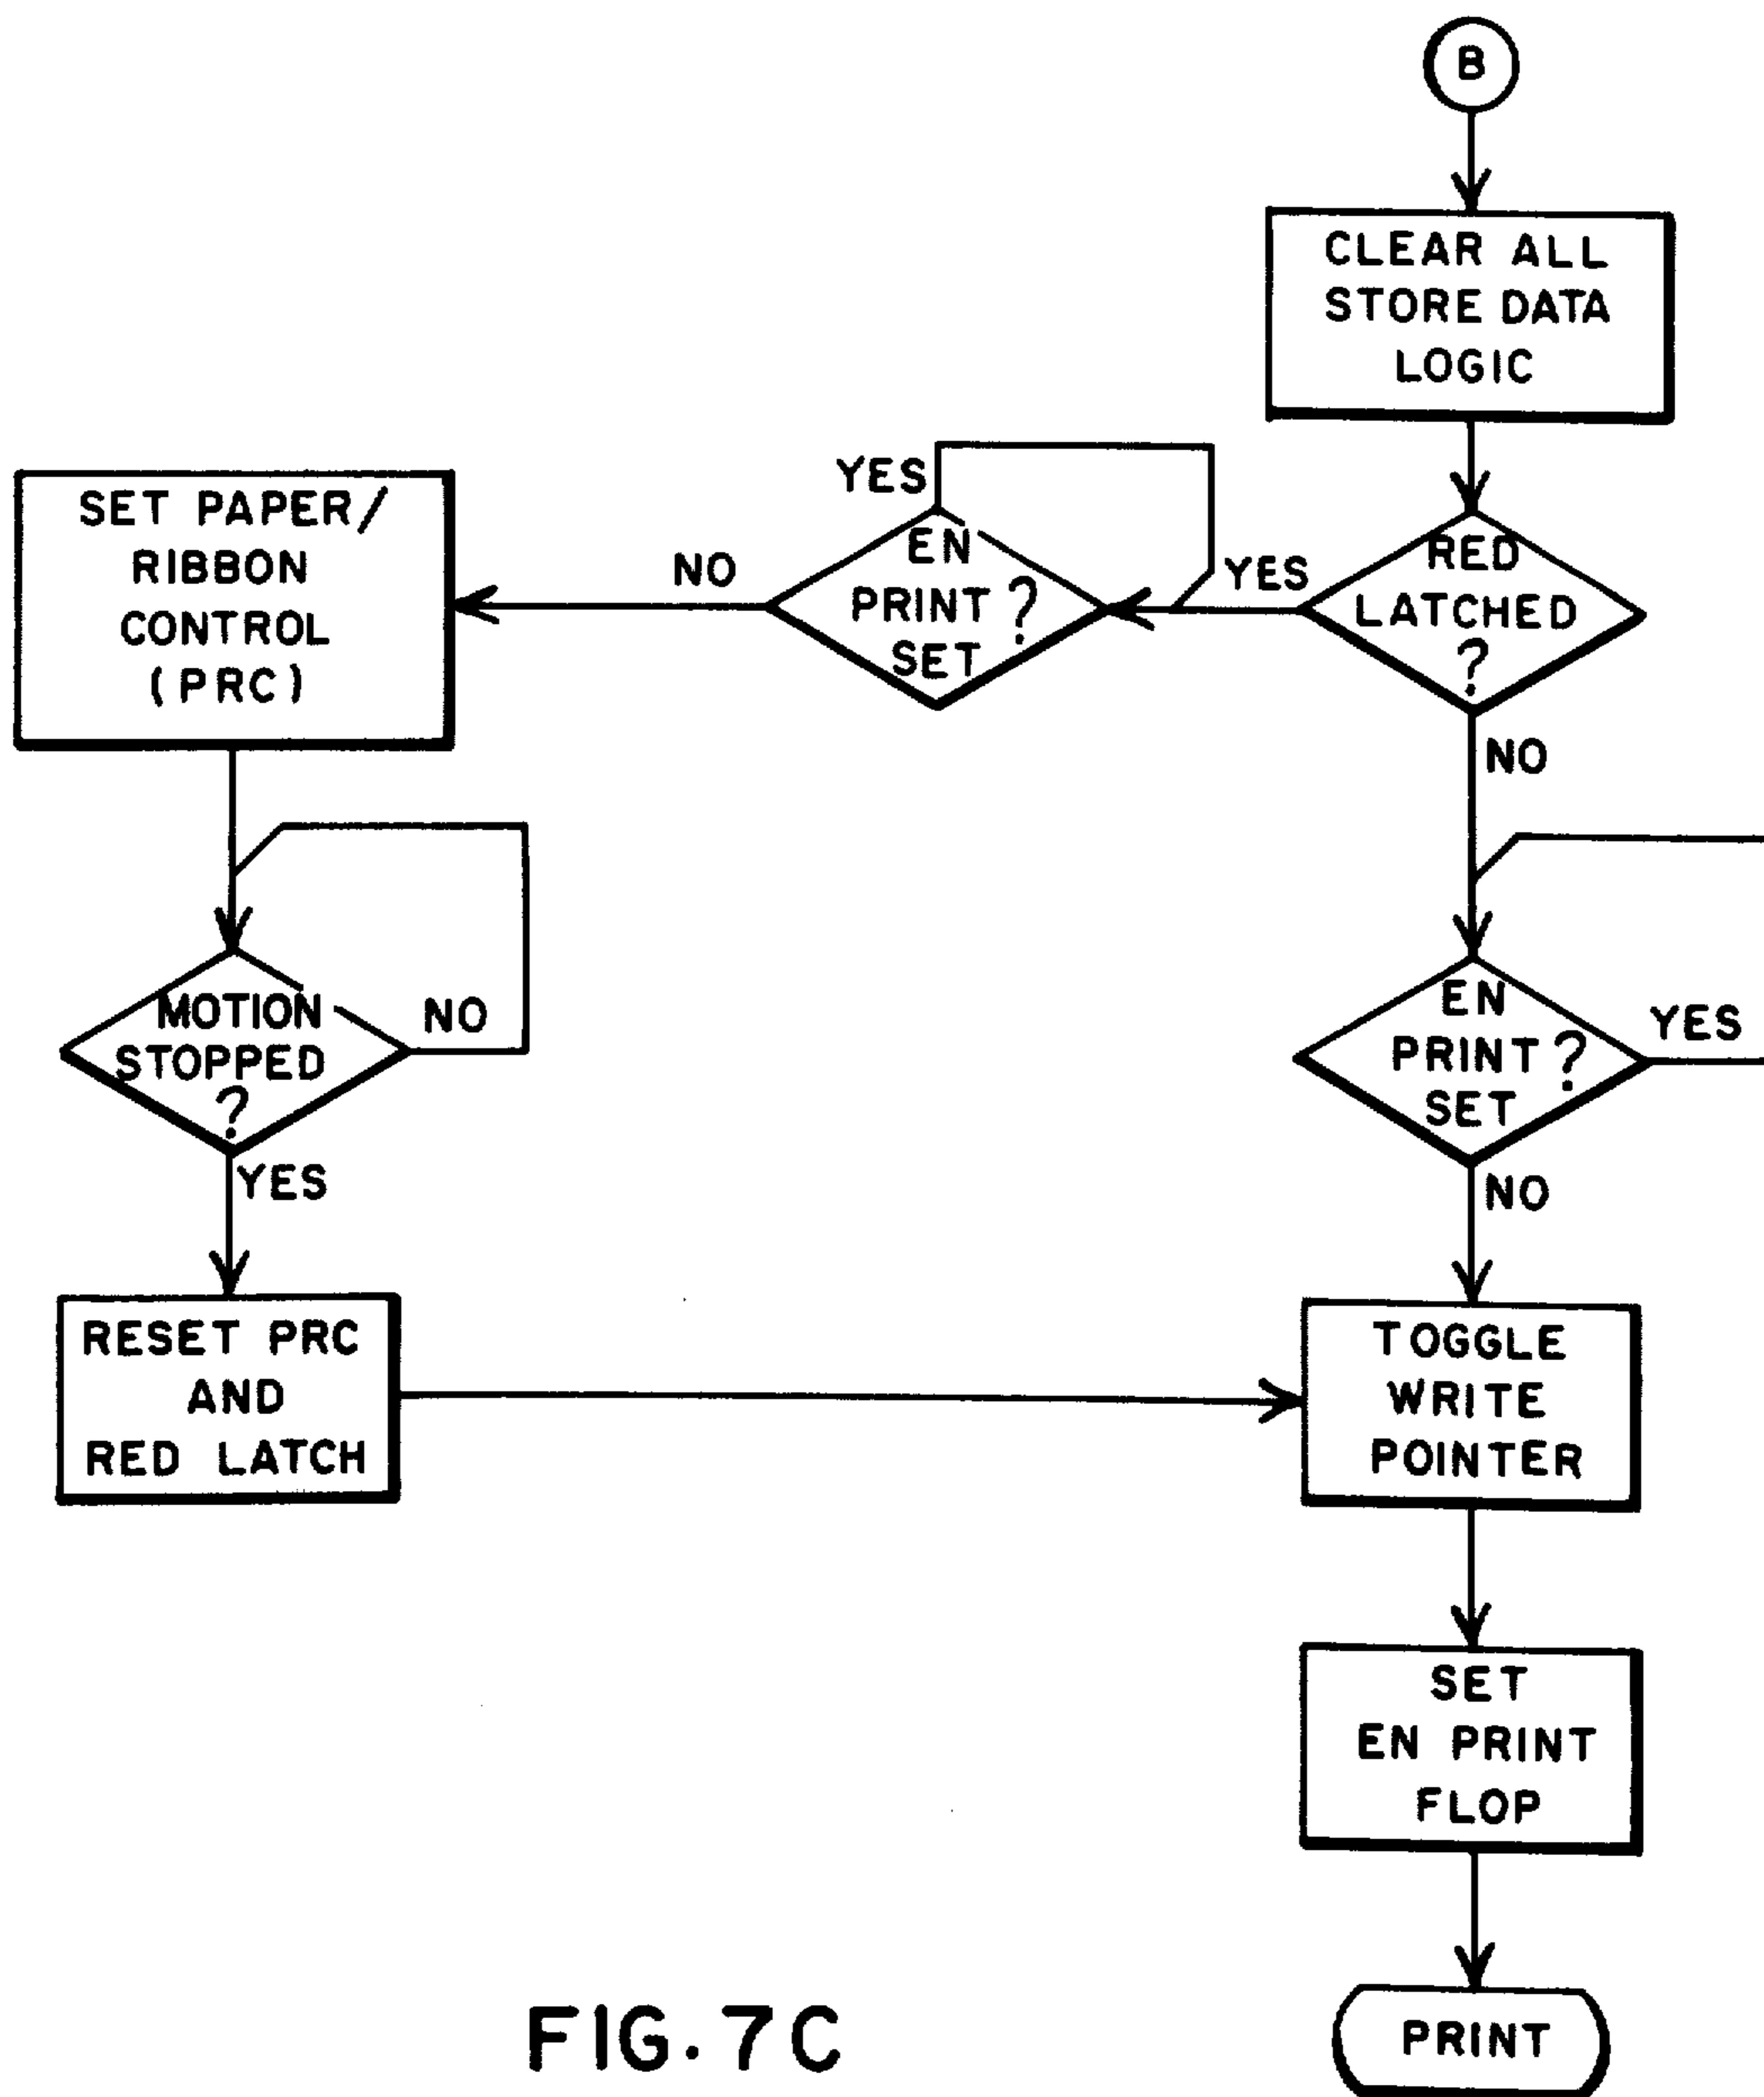 B
CLEAR ALL
STORE DATA
LOGIC
RED
LATCHED
?
YES
NO
EN
PRINT ?
SET
YES
NO
SET PAPER/
RIBBON
CONTROL
(PRC)
MOTION
STOPPED
?
NO
YES
RESET PRC
AND
RED LATCH
EN
PRINT ?
SET
YES
NO
TOGGLE
WRITE
POINTER
SET
EN PRINT
FLOP
PRINT
FIG. 7C